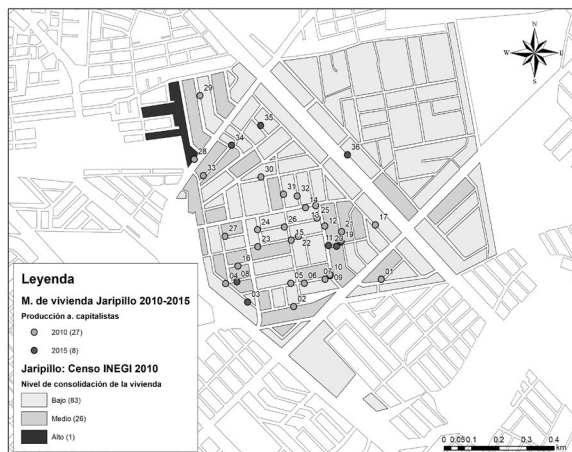 N
W E
S
29
35
34
36
28
33
30
31
32
14
25
13
12
17
21
19
27
24
26
15
22
23
11
20
16
04
08
05
06
07
10
09
01
03
02
Leyenda
M. de vivienda Jaripillo 2010-2015
Producción a. capitalistas
2010 (27)
2015 (8)
Jaripillo: Censo INEGI 2010
Nivel de consolidación de la vivienda
Bajo (83)
Medio (26)
Alto (1)
0 0.05 0.1 0.2 0.3 0.4
km